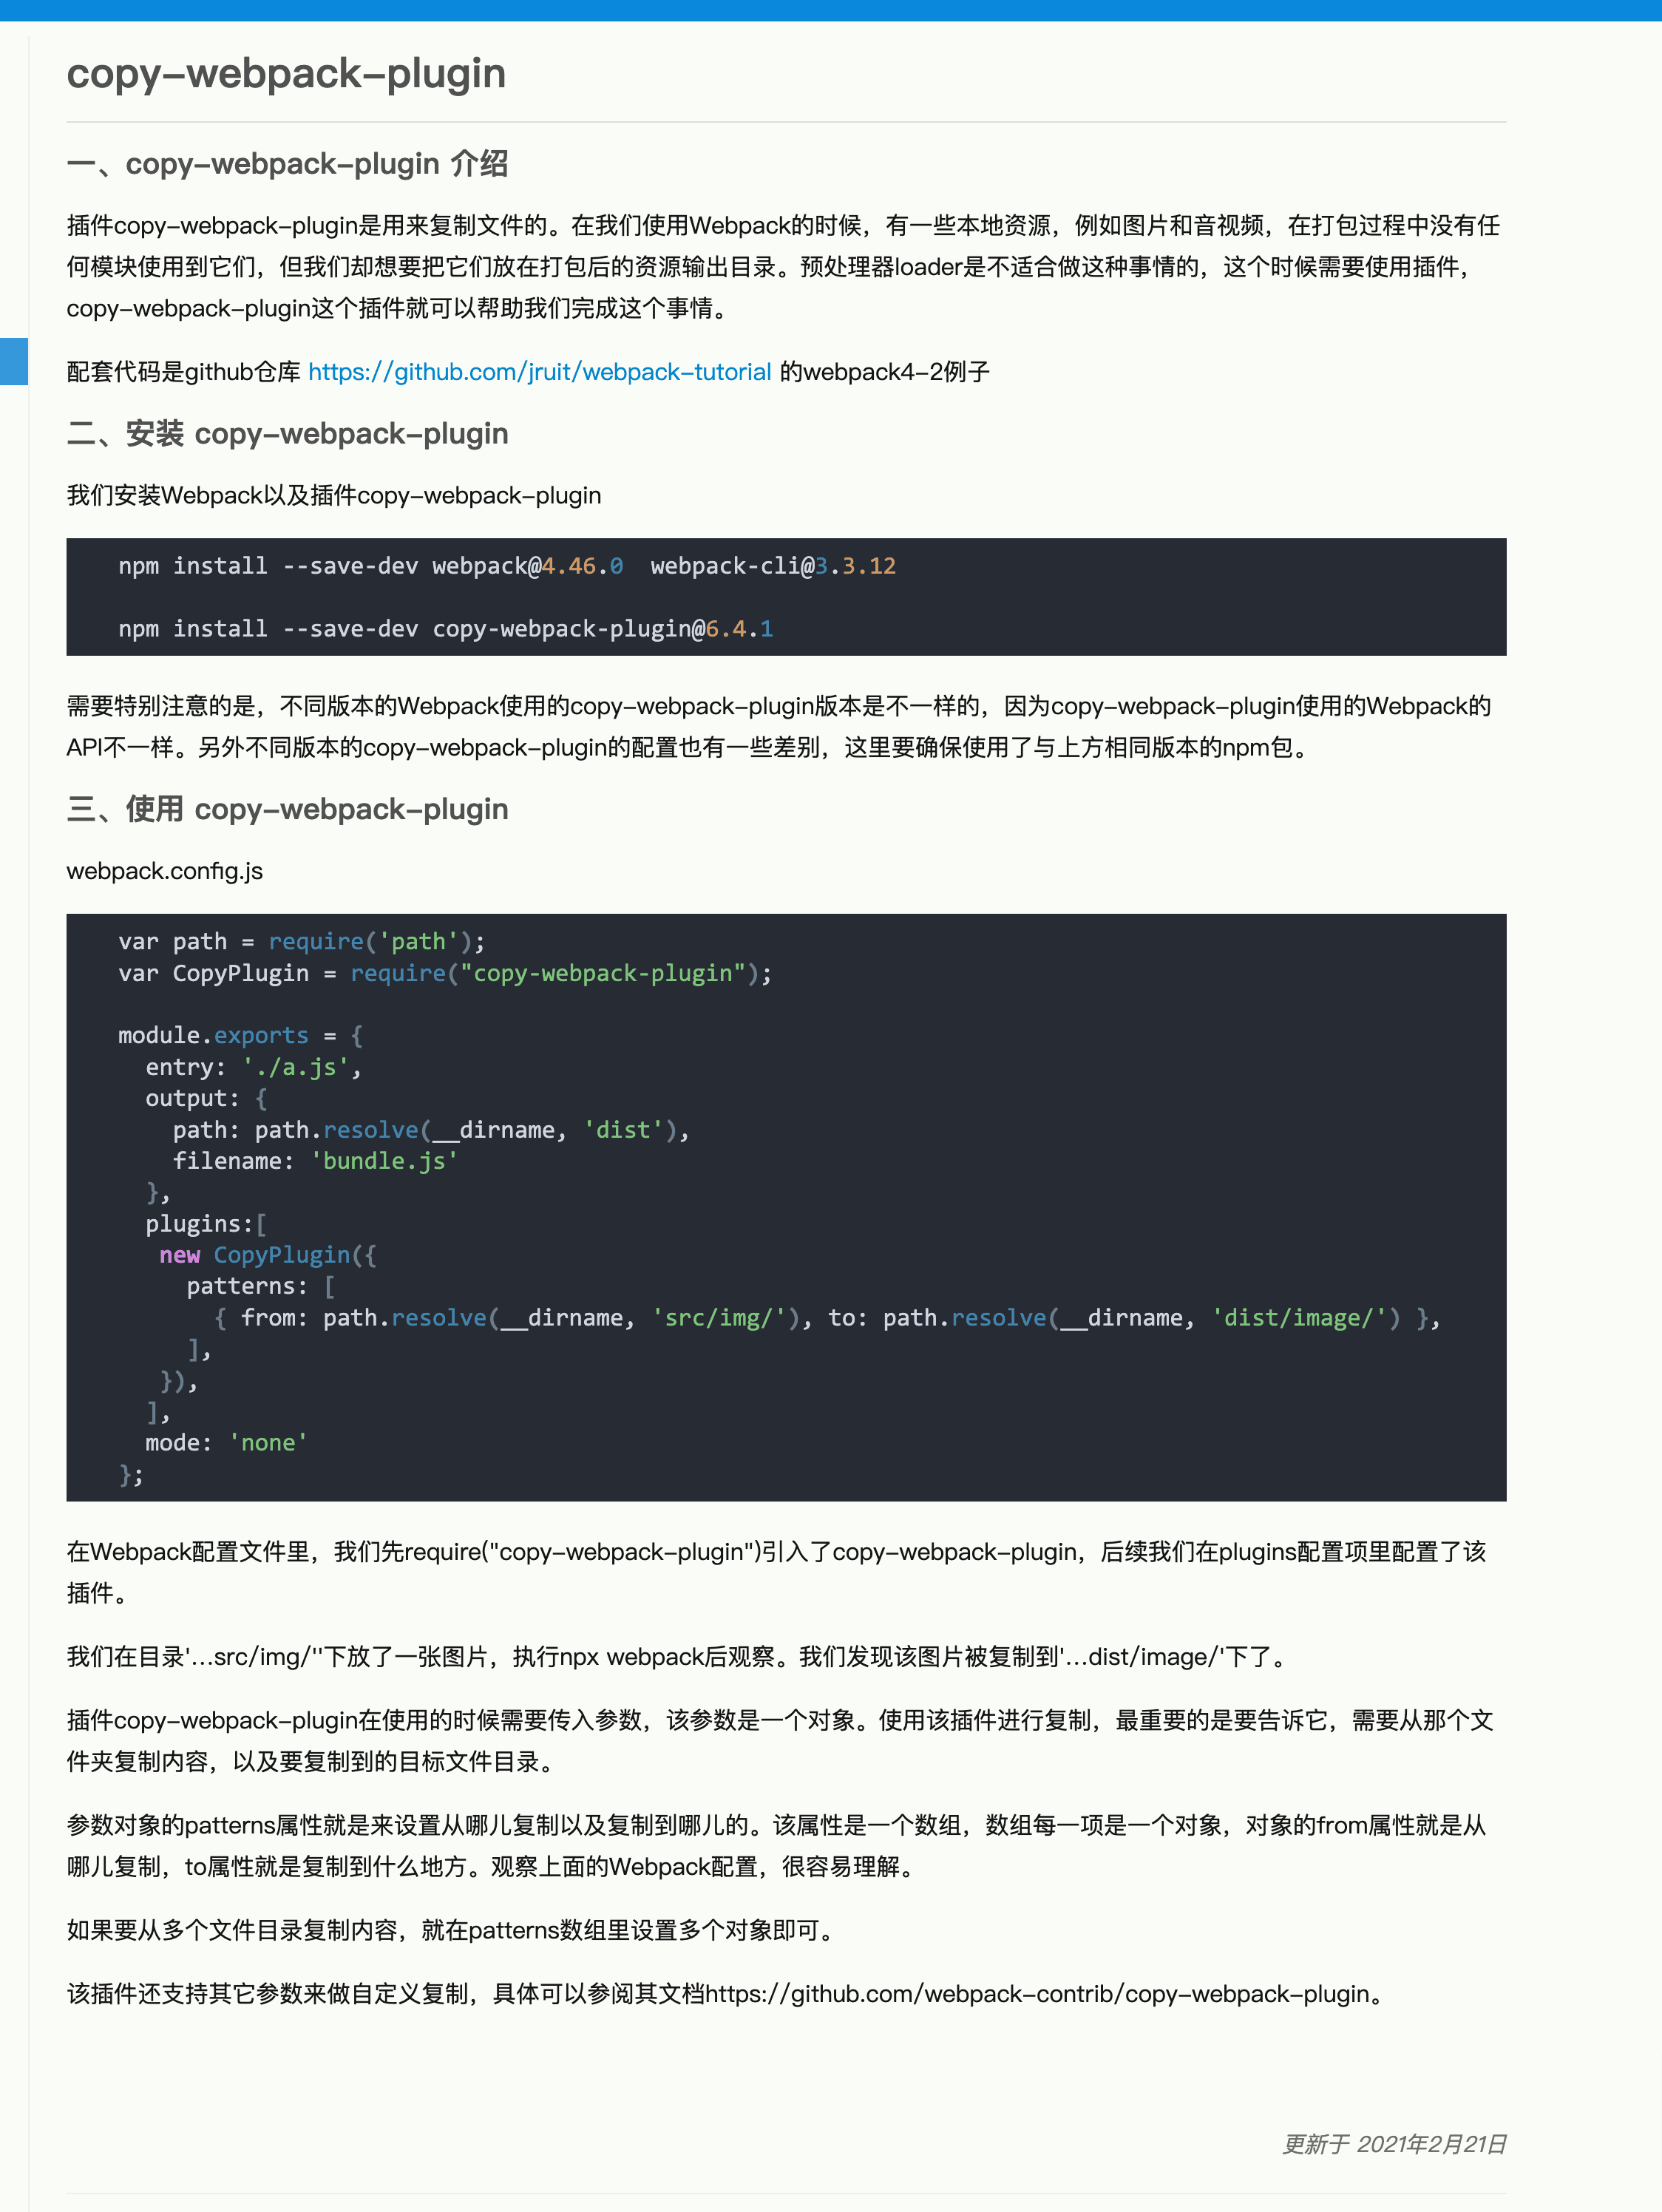 copy-webpack-plugin
一、copy-webpack-plugin 介绍
插件copy-webpack-plugin是用来复制文件的。在我们使用Webpack的时候，有一些本地资源，例如图片和音视频，在打包过程中没有任
何模块使用到它们，但我们却想要把它们放在打包后的资源输出目录。预处理器loader是不适合做这种事情的，这个时候需要使用插件，
copy-webpack-plugin这个插件就可以帮助我们完成这个事情。
配套代码是github仓库 https://github.com/jruit/webpack-tutorial 的webpack4-2例子
二、安装 copy-webpack-plugin
我们安装Webpack以及插件copy-webpack-plugin
npm install --save-dev webpack@4.46.0  webpack-cli@3.3.12
npm install --save-dev copy-webpack-plugin@6.4.1
需要特别注意的是，不同版本的Webpack使用的copy-webpack-plugin版本是不一样的，因为copy-webpack-plugin使用的Webpack的
API不一样。另外不同版本的copy-webpack-plugin的配置也有一些差别，这里要确保使用了与上方相同版本的npm包。
三、使用 copy-webpack-plugin
webpack.config.js
var path = require('path');
var CopyPlugin = require("copy-webpack-plugin");
module.exports = {
  entry: './a.js',
  output: {
    path: path.resolve(__dirname, 'dist'),
    filename: 'bundle.js'
  },
  plugins:[
   new CopyPlugin({
     patterns: [
       { from: path.resolve(__dirname, 'src/img/'), to: path.resolve(__dirname, 'dist/image/') },
     ],
   }),
  ],
  mode: 'none'
};
在Webpack配置文件里，我们先require("copy-webpack-plugin")引入了copy-webpack-plugin，后续我们在plugins配置项里配置了该
插件。
我们在目录'...src/img/''下放了一张图片，执行npx webpack后观察。我们发现该图片被复制到'...dist/image/'下了。
插件copy-webpack-plugin在使用的时候需要传入参数，该参数是一个对象。使用该插件进行复制，最重要的是要告诉它，需要从那个文
件夹复制内容，以及要复制到的目标文件目录。
参数对象的patterns属性就是来设置从哪儿复制以及复制到哪儿的。该属性是一个数组，数组每一项是一个对象，对象的from属性就是从
哪儿复制，to属性就是复制到什么地方。观察上面的Webpack配置，很容易理解。
如果要从多个文件目录复制内容，就在patterns数组里设置多个对象即可。
该插件还支持其它参数来做自定义复制，具体可以参阅其文档https://github.com/webpack-contrib/copy-webpack-plugin。
更新于 2021年2月21日